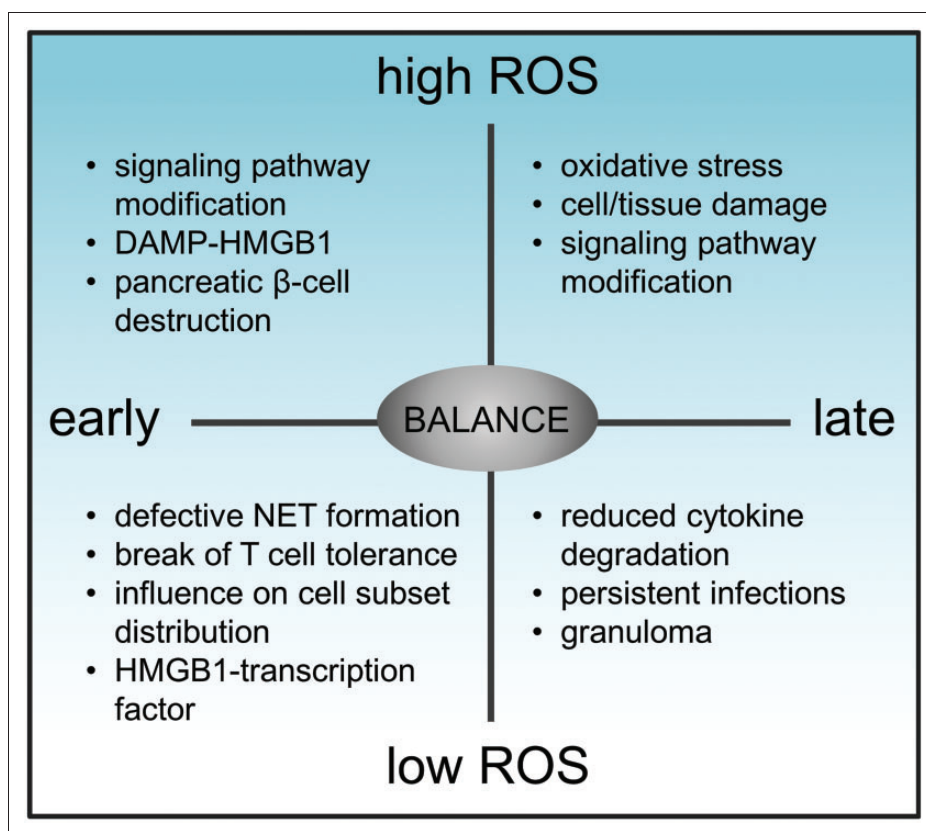 high ROS
• signaling pathway
modification
• DAMP-HMGB1
• pancreatic β-cell
destruction
• oxidative stress
• cell/tissue damage
• signaling pathway
modification
early
BALANCE
late
• defective NET formation
• break of T cell tolerance
• influence on cell subset
distribution
• HMGB1-transcription
factor
• reduced cytokine
degradation
• persistent infections
• granuloma
low ROS